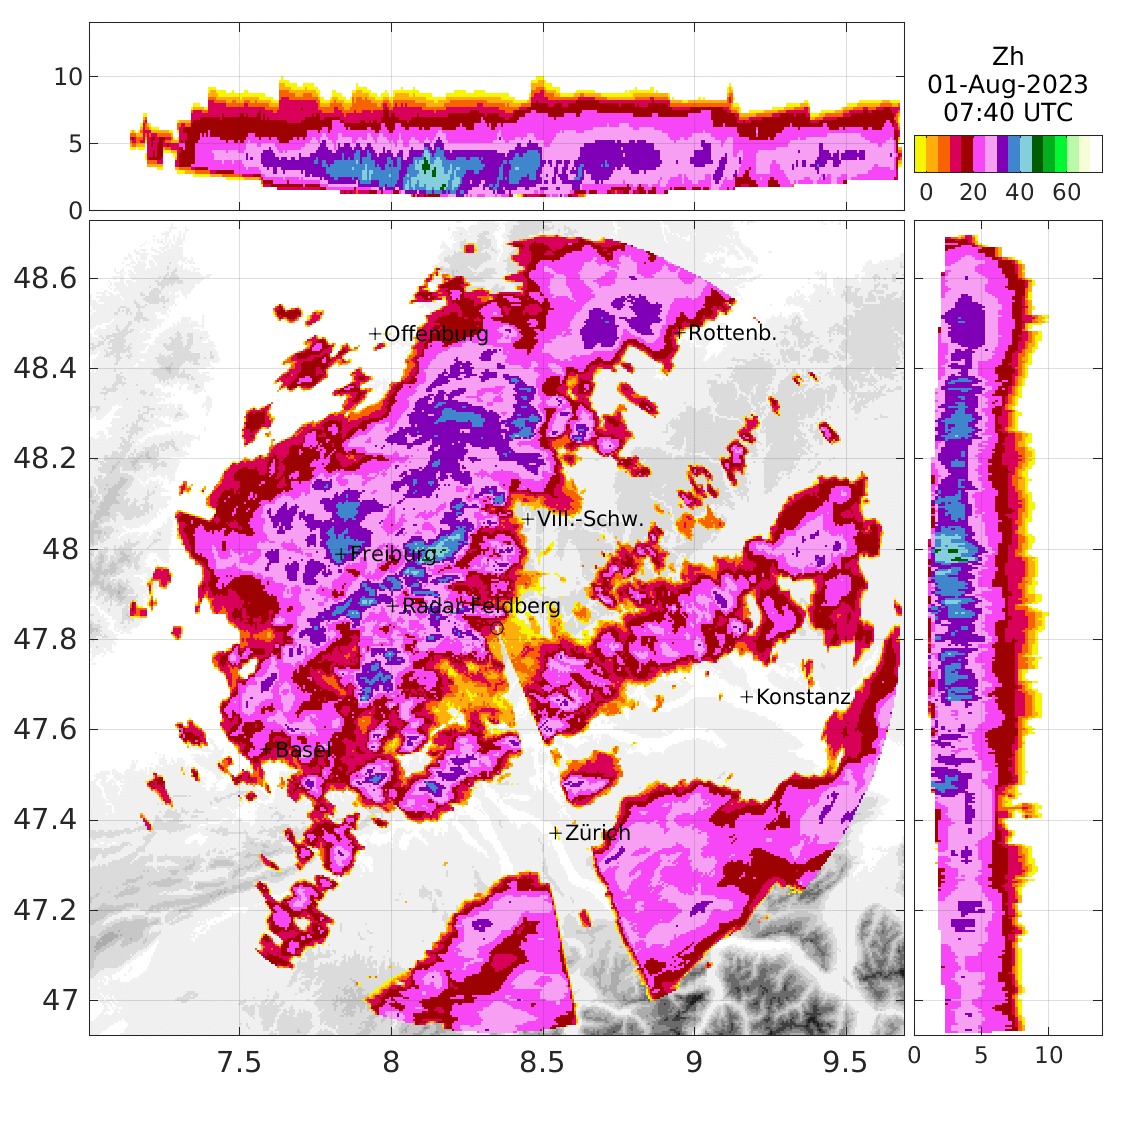 10
5
0
Zh
01-Aug-2023
07:40 UTC
0 20 40 60
48.6
48.4
48.2
48
47.8
47.6
47.4
47.2
47
+Offenburg
+Rottenb.
+Vill.-Schw.
+Freiburg
+Radar Feldberg
+Konstanz
+Basel
+Zürich
7.5 8 8.5 9 9.5
0 5 10